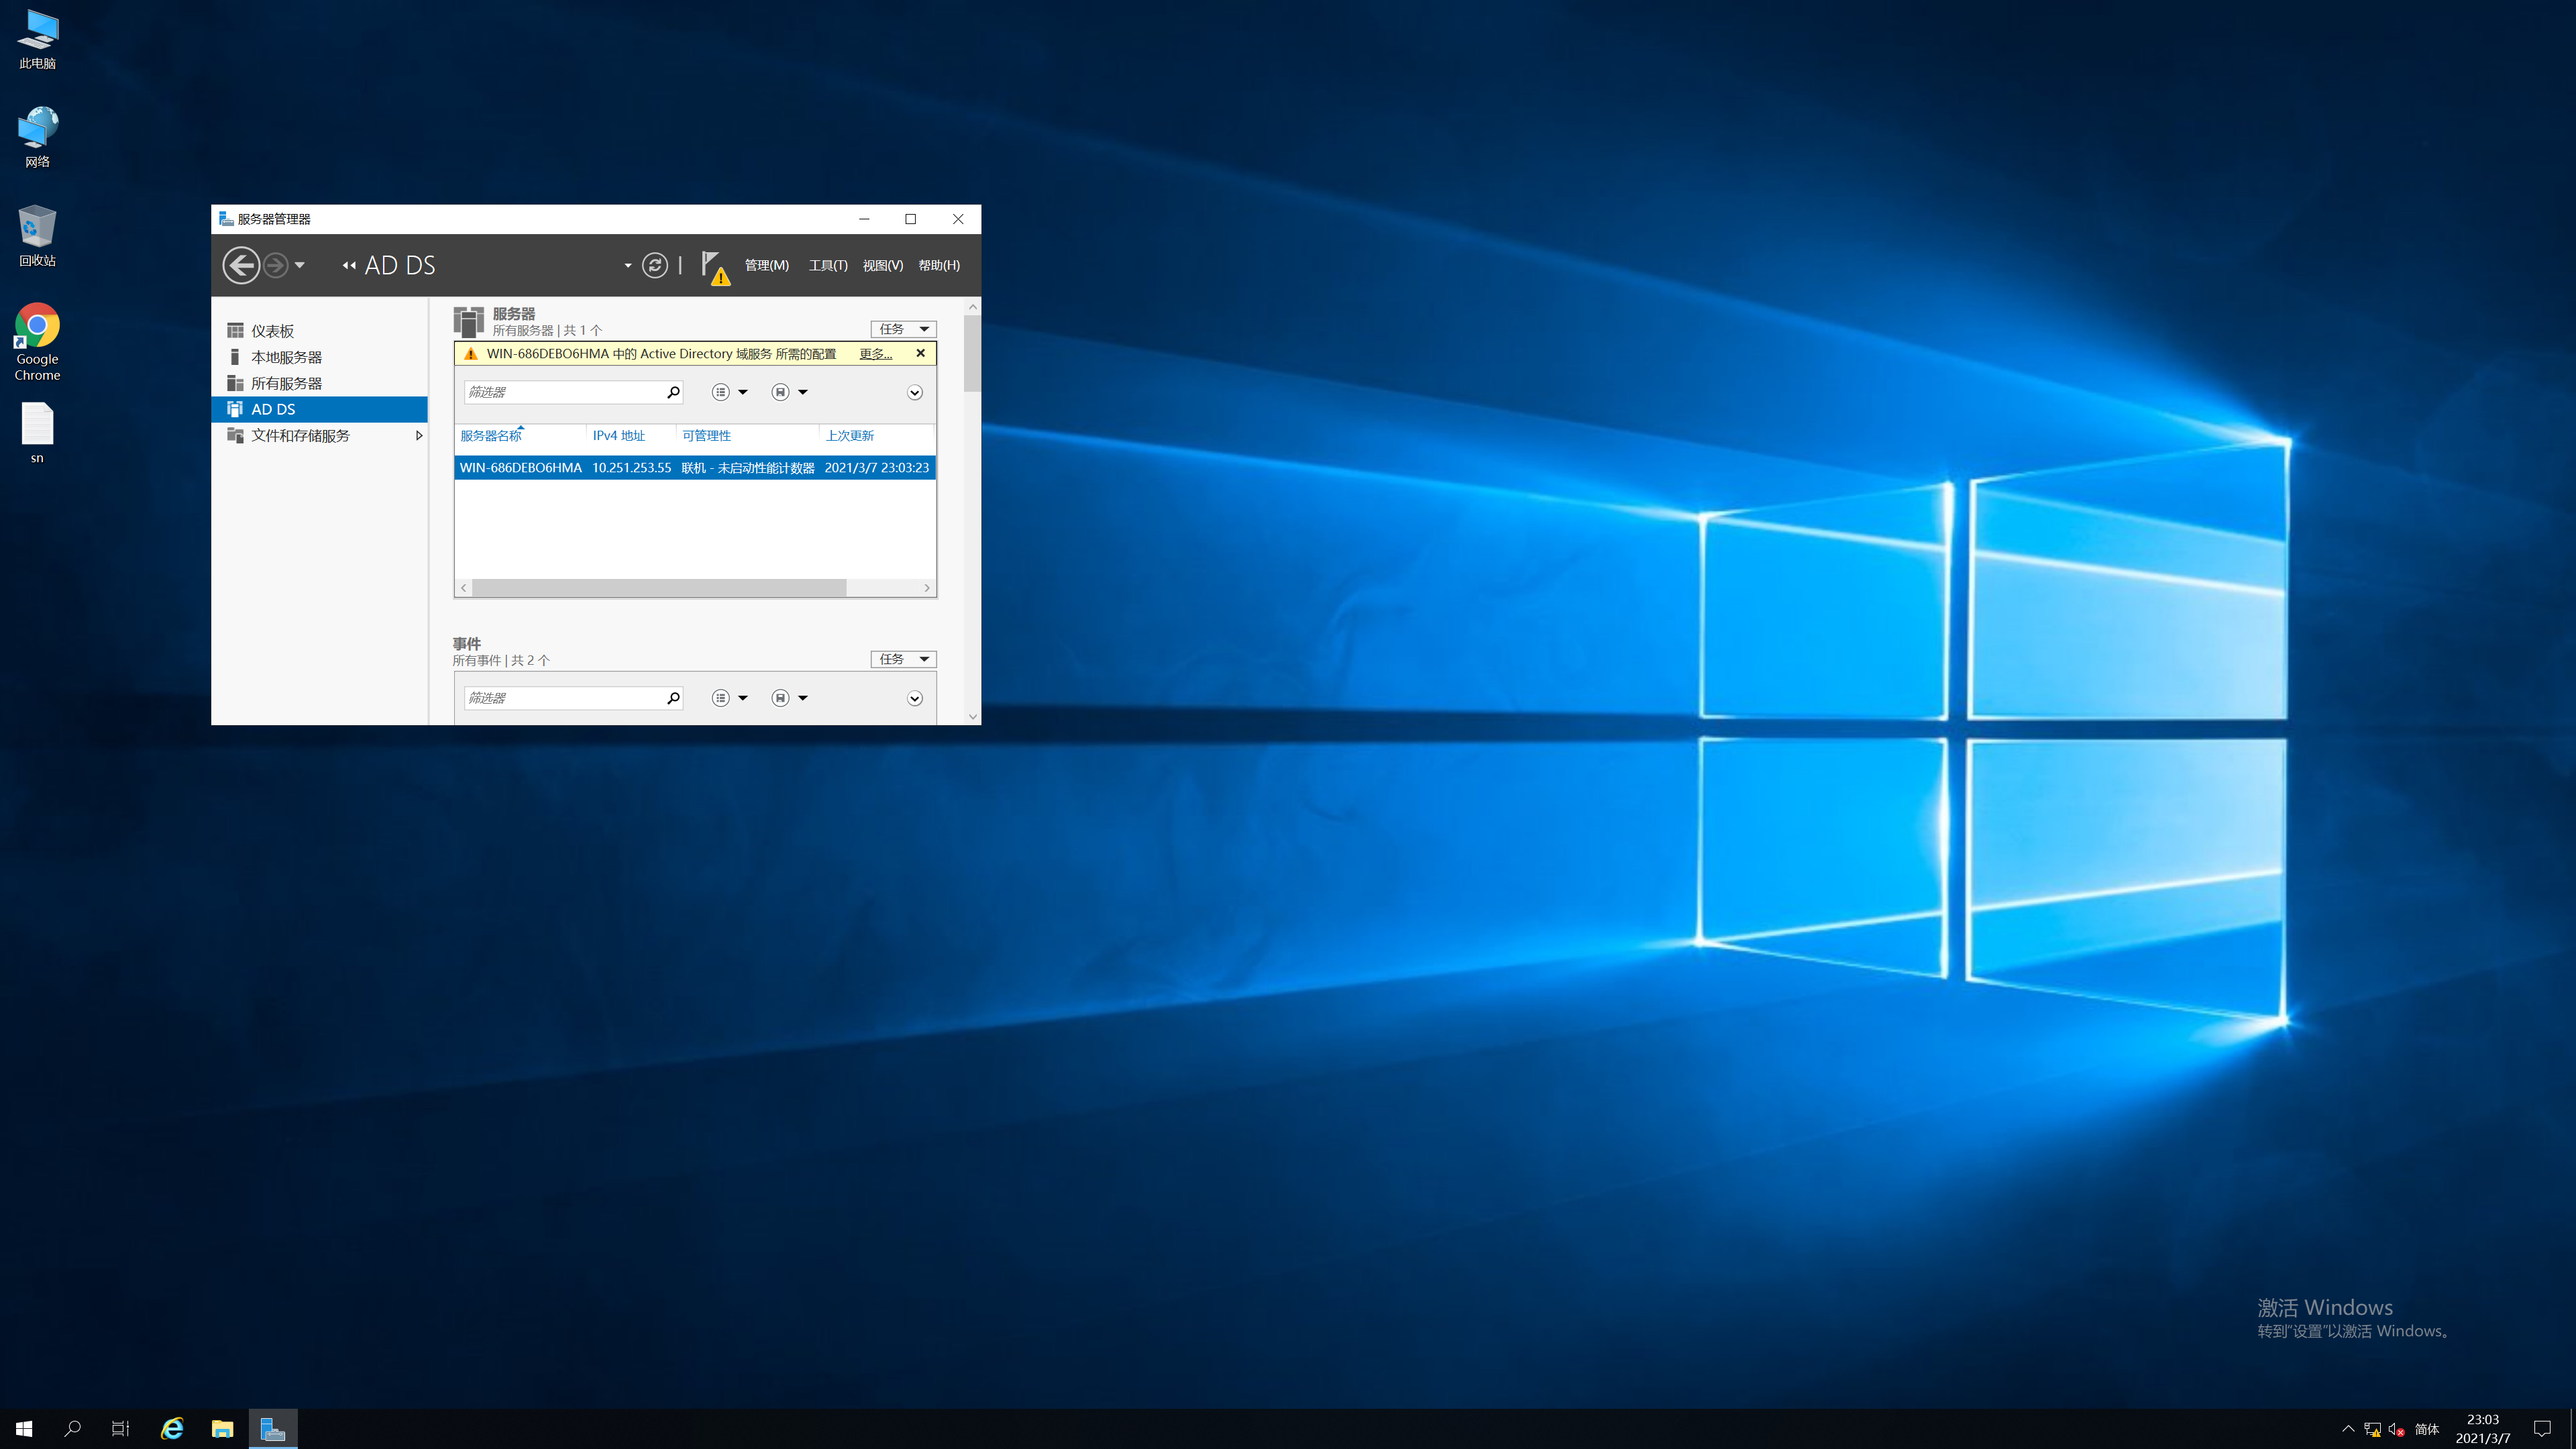 此电脑
网络
回收站
Google
Chrome
sn
服务器管理器
AD DS
管理(M)
工具(T)
视图(V)
帮助(H)
仪表板
本地服务器
所有服务器
AD DS
文件和存储服务
服务器
所有服务器 | 共 1 个
任务
WIN-686DEBO6HMA 中的 Active Directory 域服务 所需的配置
更多...
筛选器
服务器名称
IPv4 地址
可管理性
上次更新
WIN-686DEBO6HMA
10.251.253.55
联机 - 未启动性能计数器
2021/3/7 23:03:23
事件
所有事件 | 共 2 个
任务
筛选器
激活 Windows
转到"设置"以激活 Windows。
简体
23:03
2021/3/7